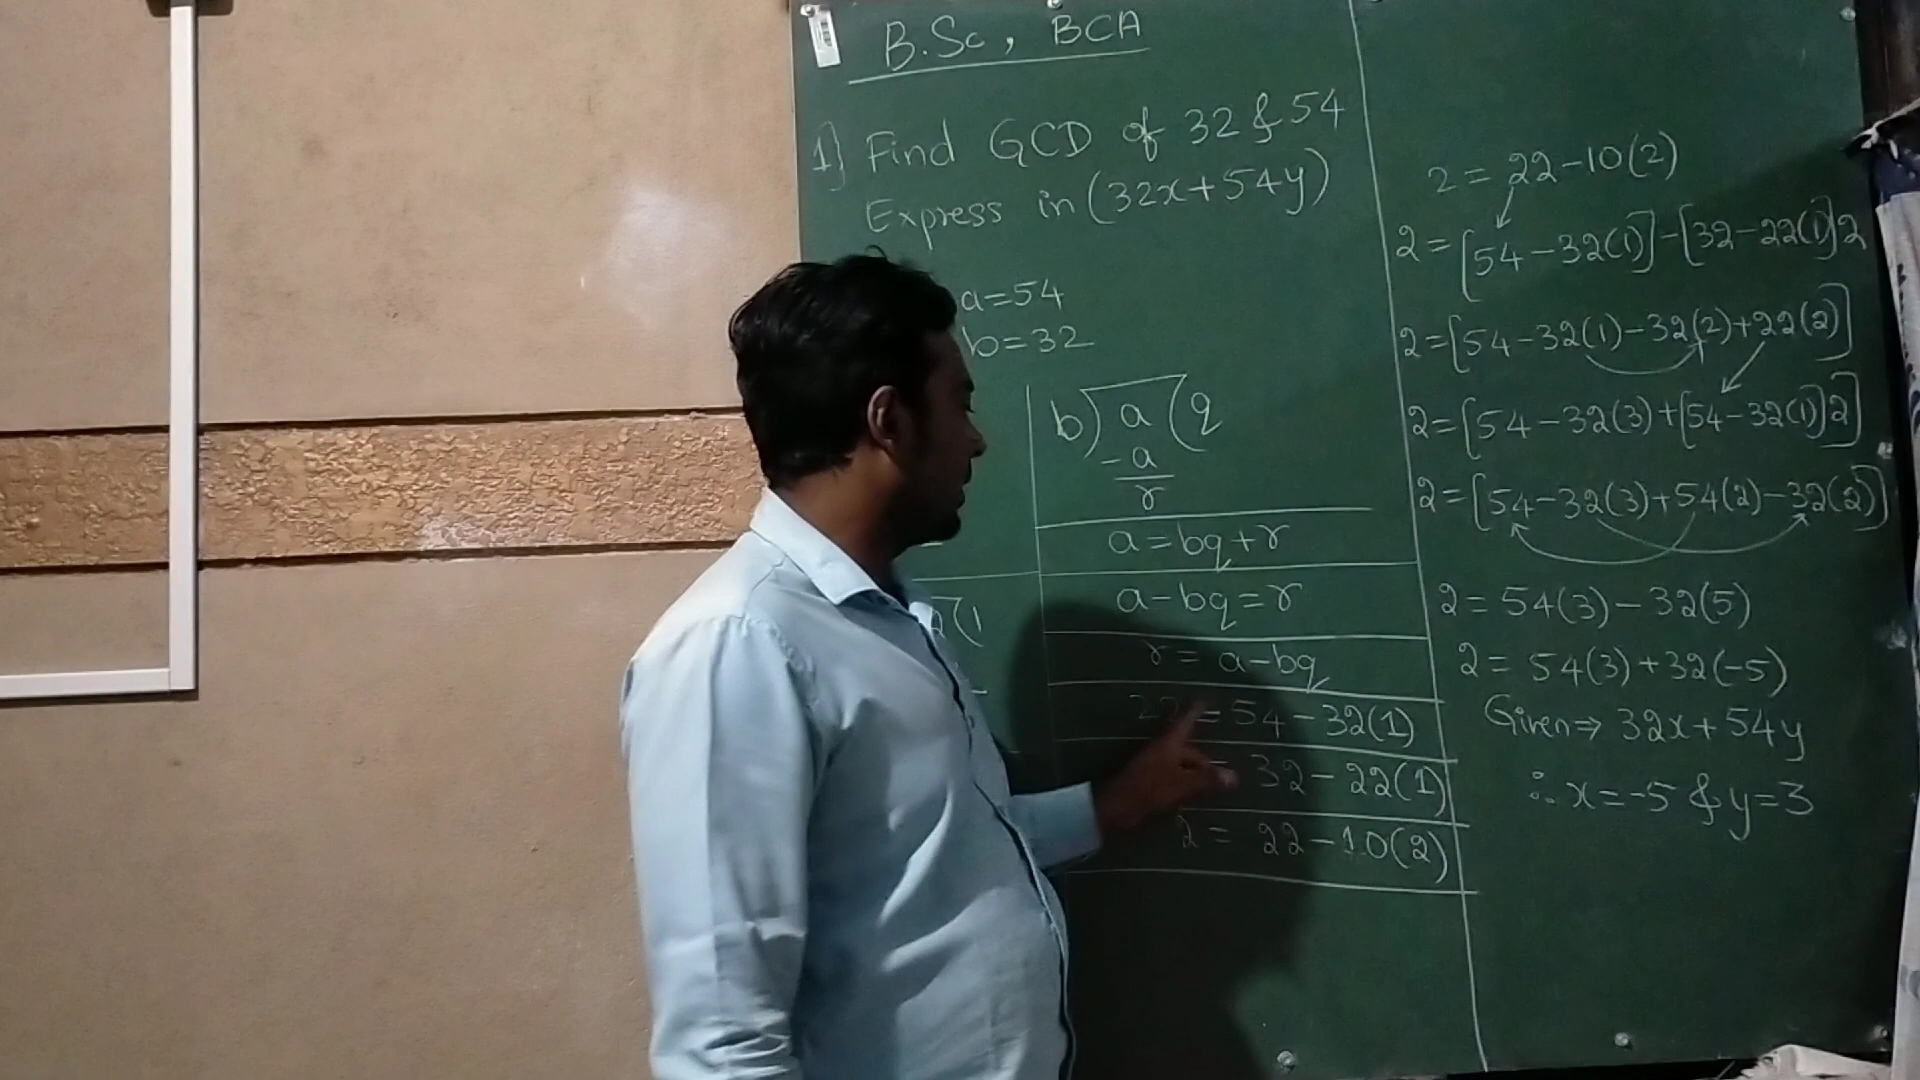 B.Sc, BCA
1) Find GCD of 32 & 54
Express in (32x+54y)
a=54
b=32
b) a (q
-a
r
a=bq+r
a-bq=r
r=a-bq
22=54-32(1)
= 32-22(1)
2 = 22-10(2)
2=22-10(2)
2=[54-32(1)]-[32-22(1)]2
2=[54-32(1)-32(2)+22(2)]
2=[54-32(3)+[54-32(1)]2]
2=[54-32(3)+54(2)-32(2)]
2=54(3)-32(5)
2=54(3)+32(-5)
Given⇒ 32x+54y
∴x=-5 & y=3